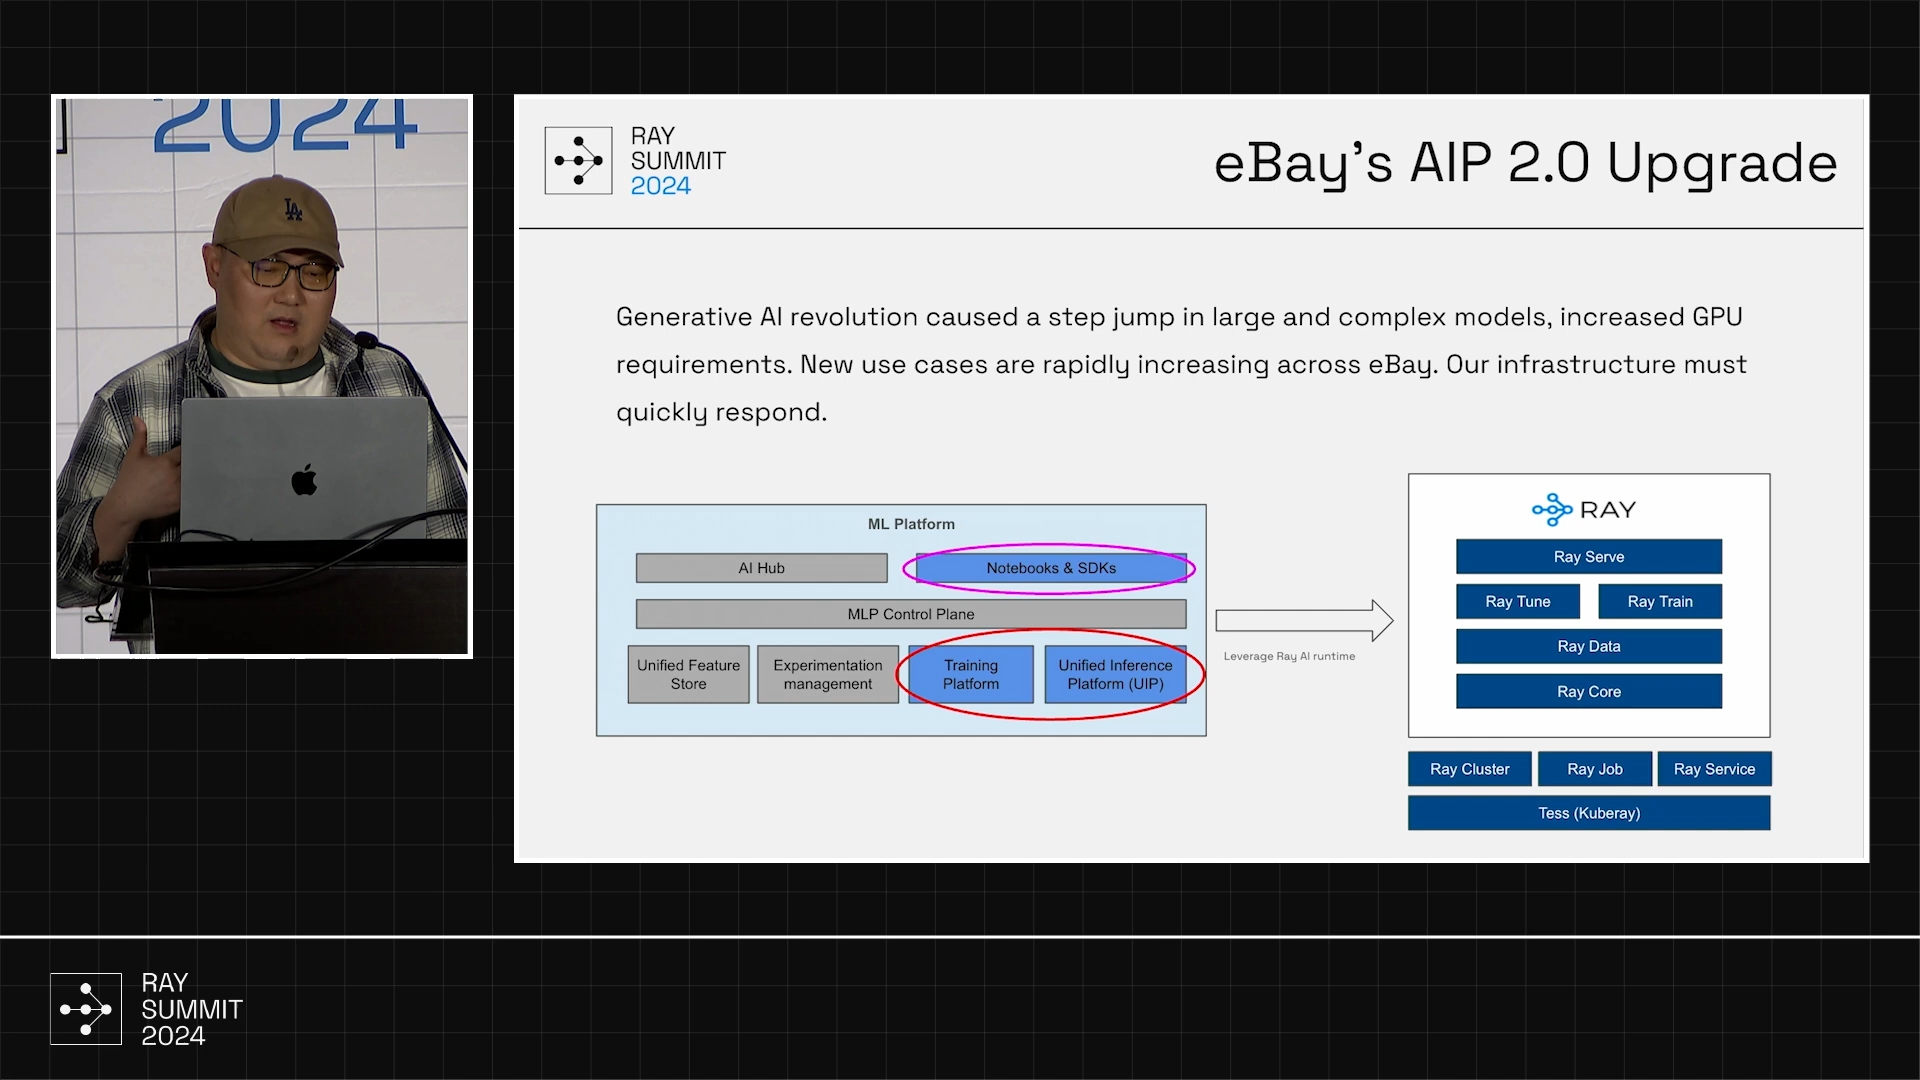 2024
LA
RAY
SUMMIT
2024
eBay's AIP 2.0 Upgrade
Generative AI revolution caused a step jump in large and complex models, increased GPU
requirements. New use cases are rapidly increasing across eBay. Our infrastructure must
quickly respond.
ML Platform
AI Hub
Notebooks & SDKs
MLP Control Plane
Unified Feature
Store
Experimentation
management
Training
Platform
Unified Inference
Platform (UIP)
Leverage Ray AI runtime
RAY
Ray Serve
Ray Tune
Ray Train
Ray Data
Ray Core
Ray Cluster
Ray Job
Ray Service
Tess (Kuberay)
RAY
SUMMIT
2024